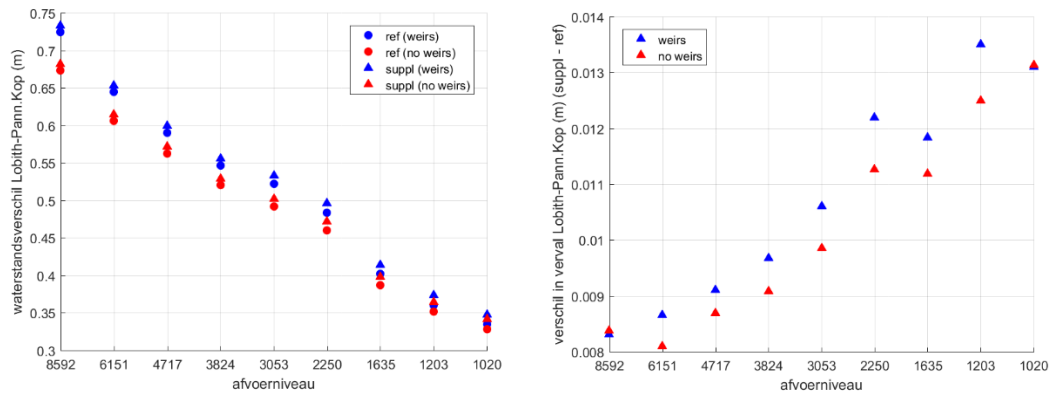 0.75
0.7
0.65
0.6
0.55
0.5
0.45
0.4
0.35
0.3
waterstandsverschil Lobith-Pann.Kop (m)
ref (weirs)
ref (no weirs)
suppl (weirs)
suppl (no weirs)
8592 6151 4717 3824 3053 2250 1635 1203 1020
afvoerniveau
0.014
0.013
0.012
0.011
0.01
0.009
0.008
verschil in verval Lobith-Pann.Kop (m) (suppl - ref)
weirs
no weirs
8592 6151 4717 3824 3053 2250 1635 1203 1020
afvoerniveau